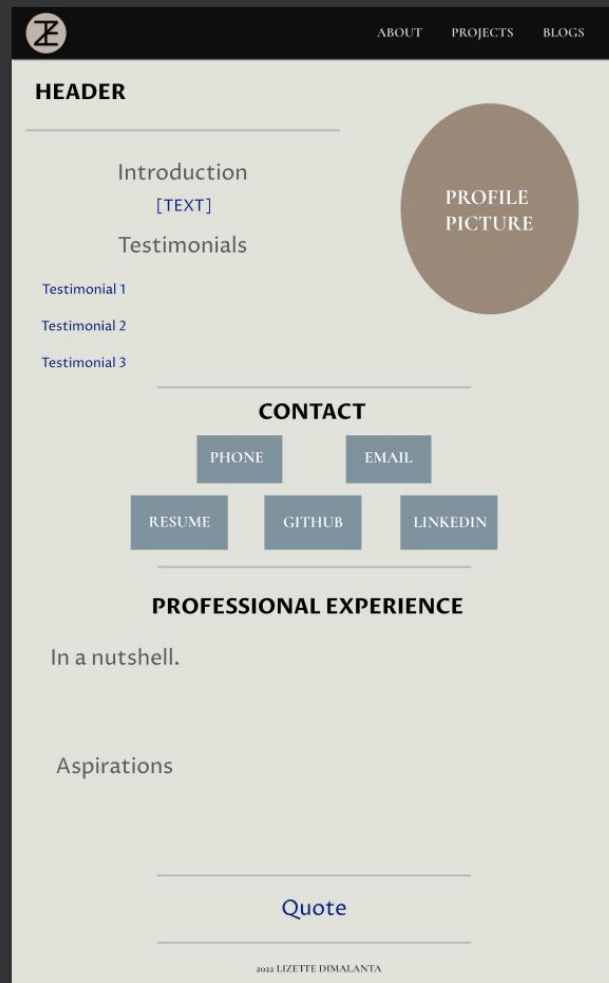 ABOUT PROJECTS BLOGS
HEADER
Introduction
[TEXT]
Testimonials
Testimonial 1
Testimonial 2
Testimonial 3
PROFILE
PICTURE
CONTACT
PHONE EMAIL
RESUME GITHUB LINKEDIN
PROFESSIONAL EXPERIENCE
In a nutshell.
Aspirations
Quote
2022 LIZETTE DIMALANTA